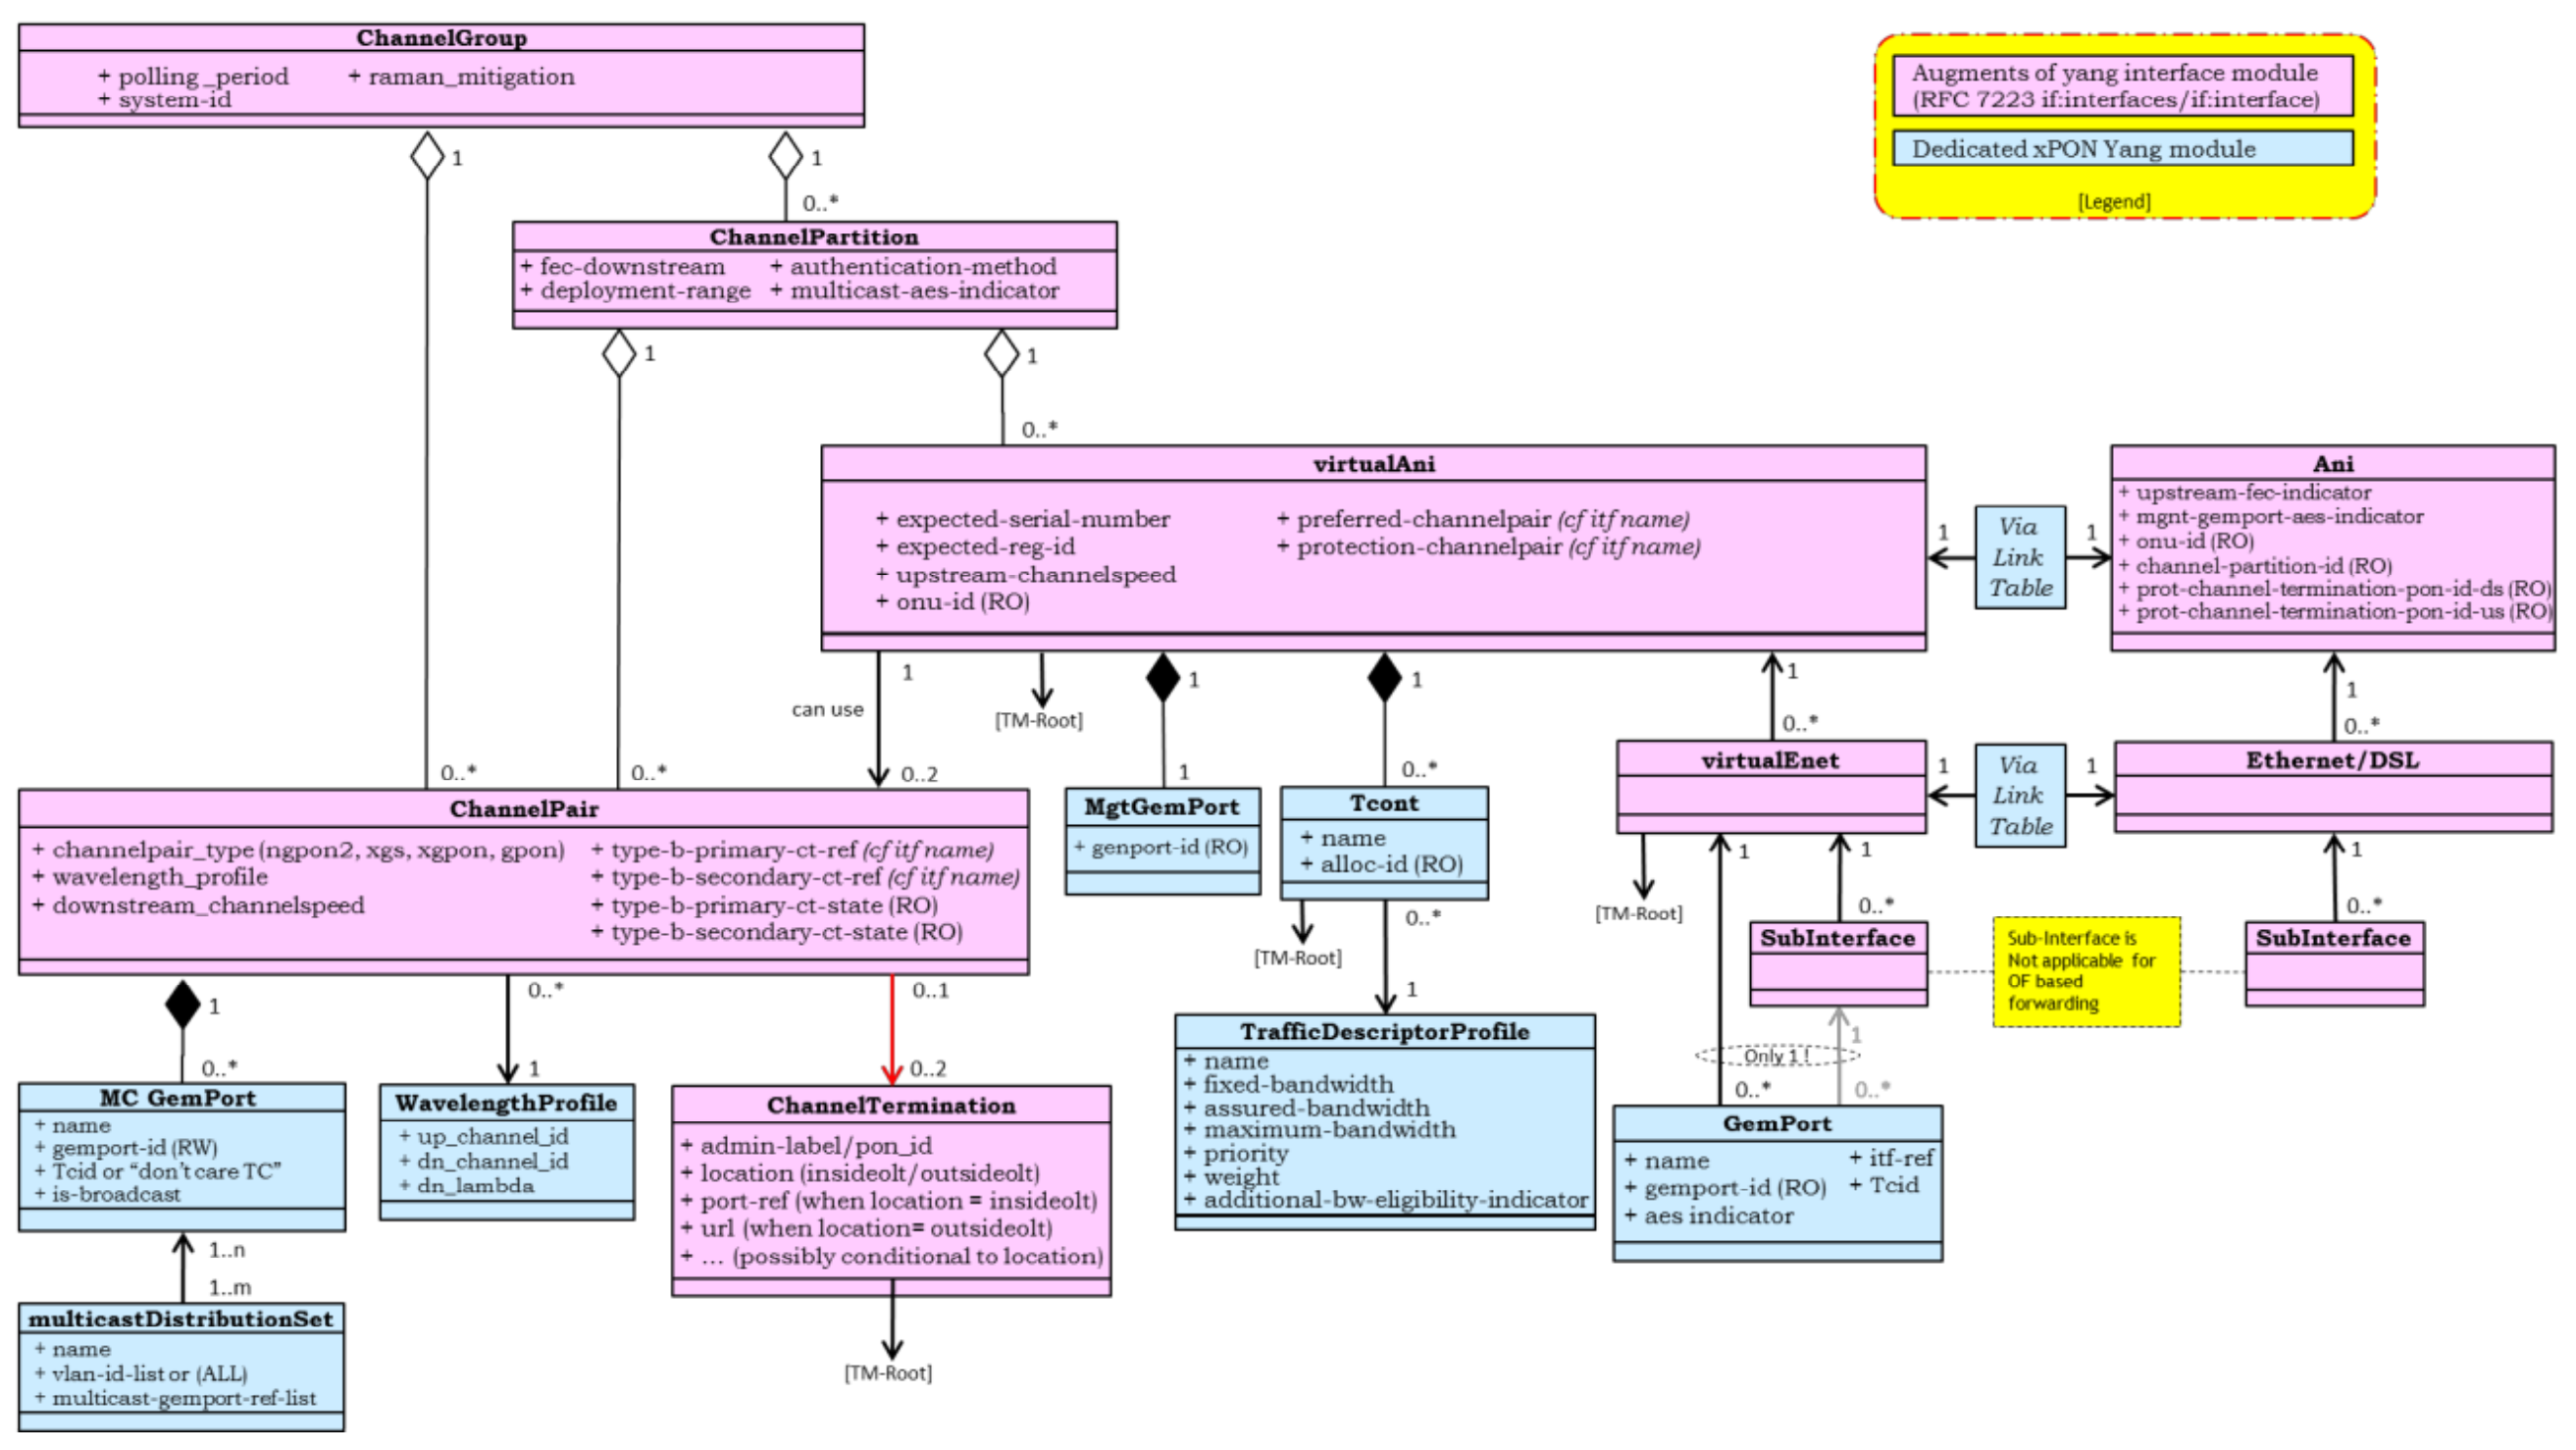 ChannelGroup
+ polling_period + raman_mitigation
+ system-id
Augments of yang interface module
(RFC 7223 if:interfaces/if:interface)
Dedicated xPON Yang module
[Legend]
1
1
0..*
ChannelPartition
+ fec-downstream + authentication-method
+ deployment-range + multicast-aes-indicator
1
1
0..*
virtualAni
+ expected-serial-number + preferred-channelpair (cf itf name)
+ expected-reg-id + protection-channelpair (cf itf name)
+ upstream-channelspeed
+ onu-id (RO)
1
Via
Link
Table
1
Ani
+ upstream-fec-indicator
+ mgnt-gemport-aes-indicator
+ onu-id (RO)
+ channel-partition-id (RO)
+ prot-channel-termination-pon-id-ds (RO)
+ prot-channel-termination-pon-id-us (RO)
1
can use
[TM-Root]
1
1
1
0..*
1
0..*
0..*
0..*
0..2
1
0..*
ChannelPair
+ channelpair_type (ngpon2, xgs, xgpon, gpon) + type-b-primary-ct-ref (cf itf name)
+ wavelength_profile + type-b-secondary-ct-ref (cf itf name)
+ downstream_channelspeed + type-b-primary-ct-state (RO)
+ type-b-secondary-ct-state (RO)
MgtGemPort
+ genport-id (RO)
Tcont
+ name
+ alloc-id (RO)
virtualEnet
1
Via
Link
Table
1
Ethernet/DSL
[TM-Root]
0..*
1
[TM-Root]
1
1
0..*
1
0..*
SubInterface
Sub-Interface is
Not applicable for
OF based
forwarding
SubInterface
1
0..*
0..*
1
0..1
0..2
MC GemPort
+ name
+ gemport-id (RW)
+ Tcid or “don’t care TC”
+ is-broadcast
WavelengthProfile
+ up_channel_id
+ dn_channel_id
+ dn_lambda
ChannelTermination
+ admin-label/pon_id
+ location (insideolt/outsideolt)
+ port-ref (when location = insideolt)
+ url (when location= outsideolt)
+ ... (possibly conditional to location)
TrafficDescriptorProfile
+ name
+ fixed-bandwidth
+ assured-bandwidth
+ maximum-bandwidth
+ priority
+ weight
+ additional-bw-eligibility-indicator
1
Only 1 !
0..*
0..*
GemPort
+ name + itf-ref
+ gemport-id (RO) + Tcid
+ aes indicator
1..n
1..m
multicastDistributionSet
+ name
+ vlan-id-list or (ALL)
+ multicast-gemport-ref-list
[TM-Root]